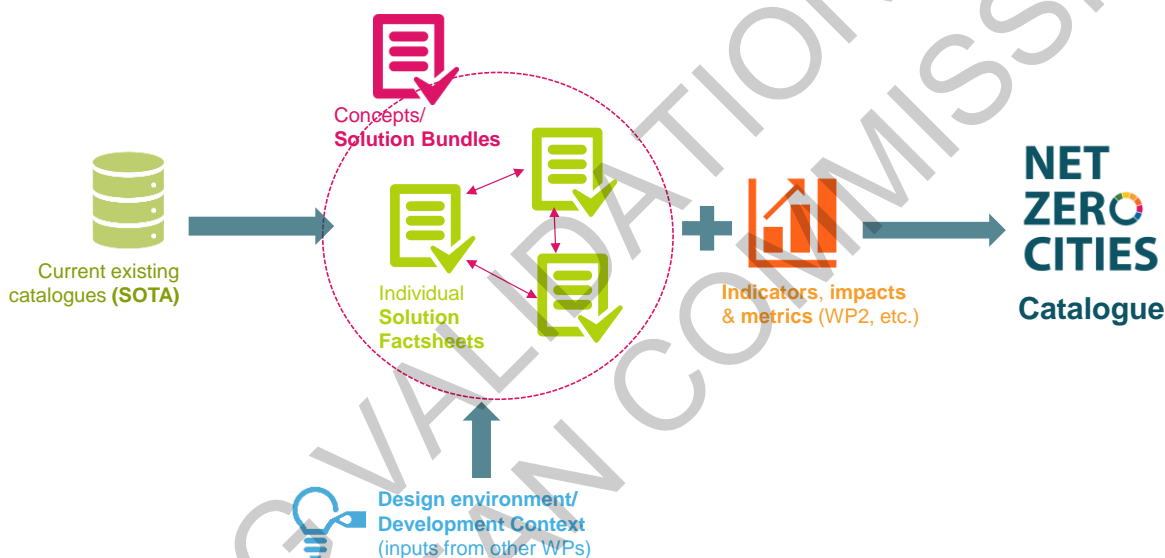 Concepts/
Solution Bundles
Current existing
catalogues (SOTA)
Individual
Solution
Factsheets
Indicators, impacts
& metrics (WP2, etc.)
NET
ZERO
CITIES
Catalogue
Design environment/
Development Context
(inputs from other WPs)